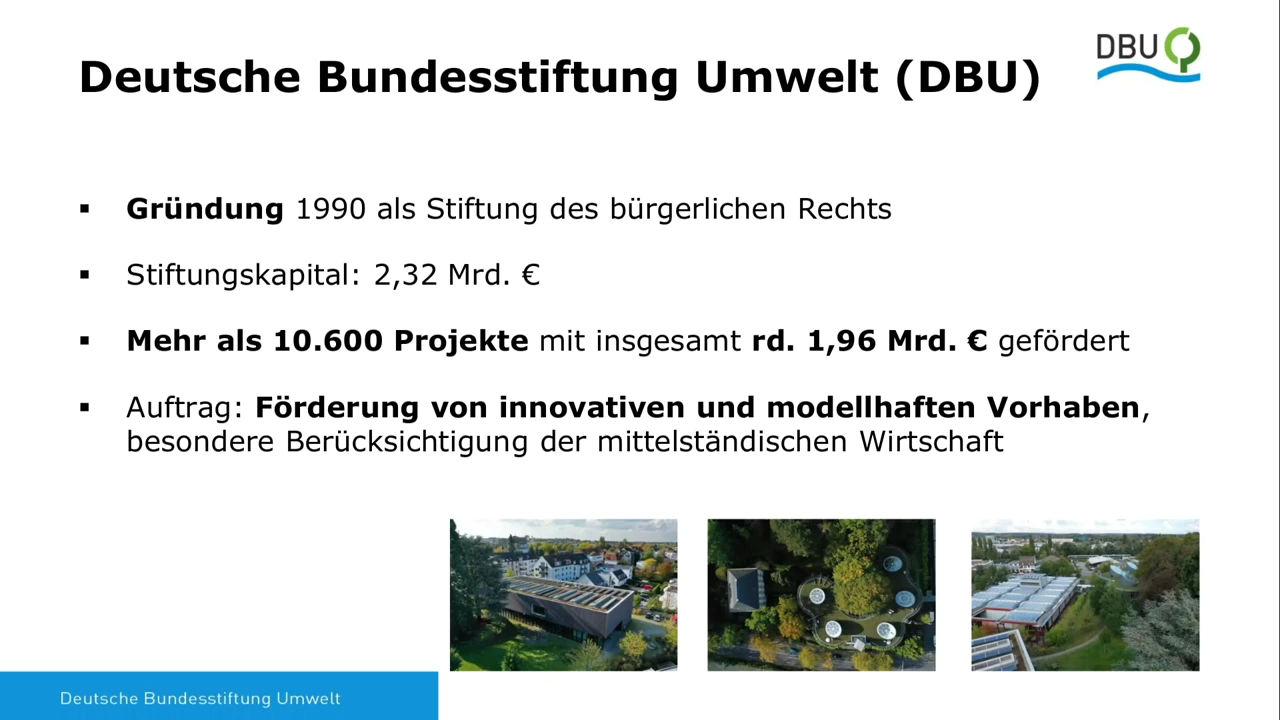 Deutsche Bundesstiftung Umwelt (DBU)
DBU
▪ Gründung 1990 als Stiftung des bürgerlichen Rechts
▪ Stiftungskapital: 2,32 Mrd. €
▪ Mehr als 10.600 Projekte mit insgesamt rd. 1,96 Mrd. € gefördert
▪ Auftrag: Förderung von innovativen und modellhaften Vorhaben,
besondere Berücksichtigung der mittelständischen Wirtschaft
Deutsche Bundesstiftung Umwelt